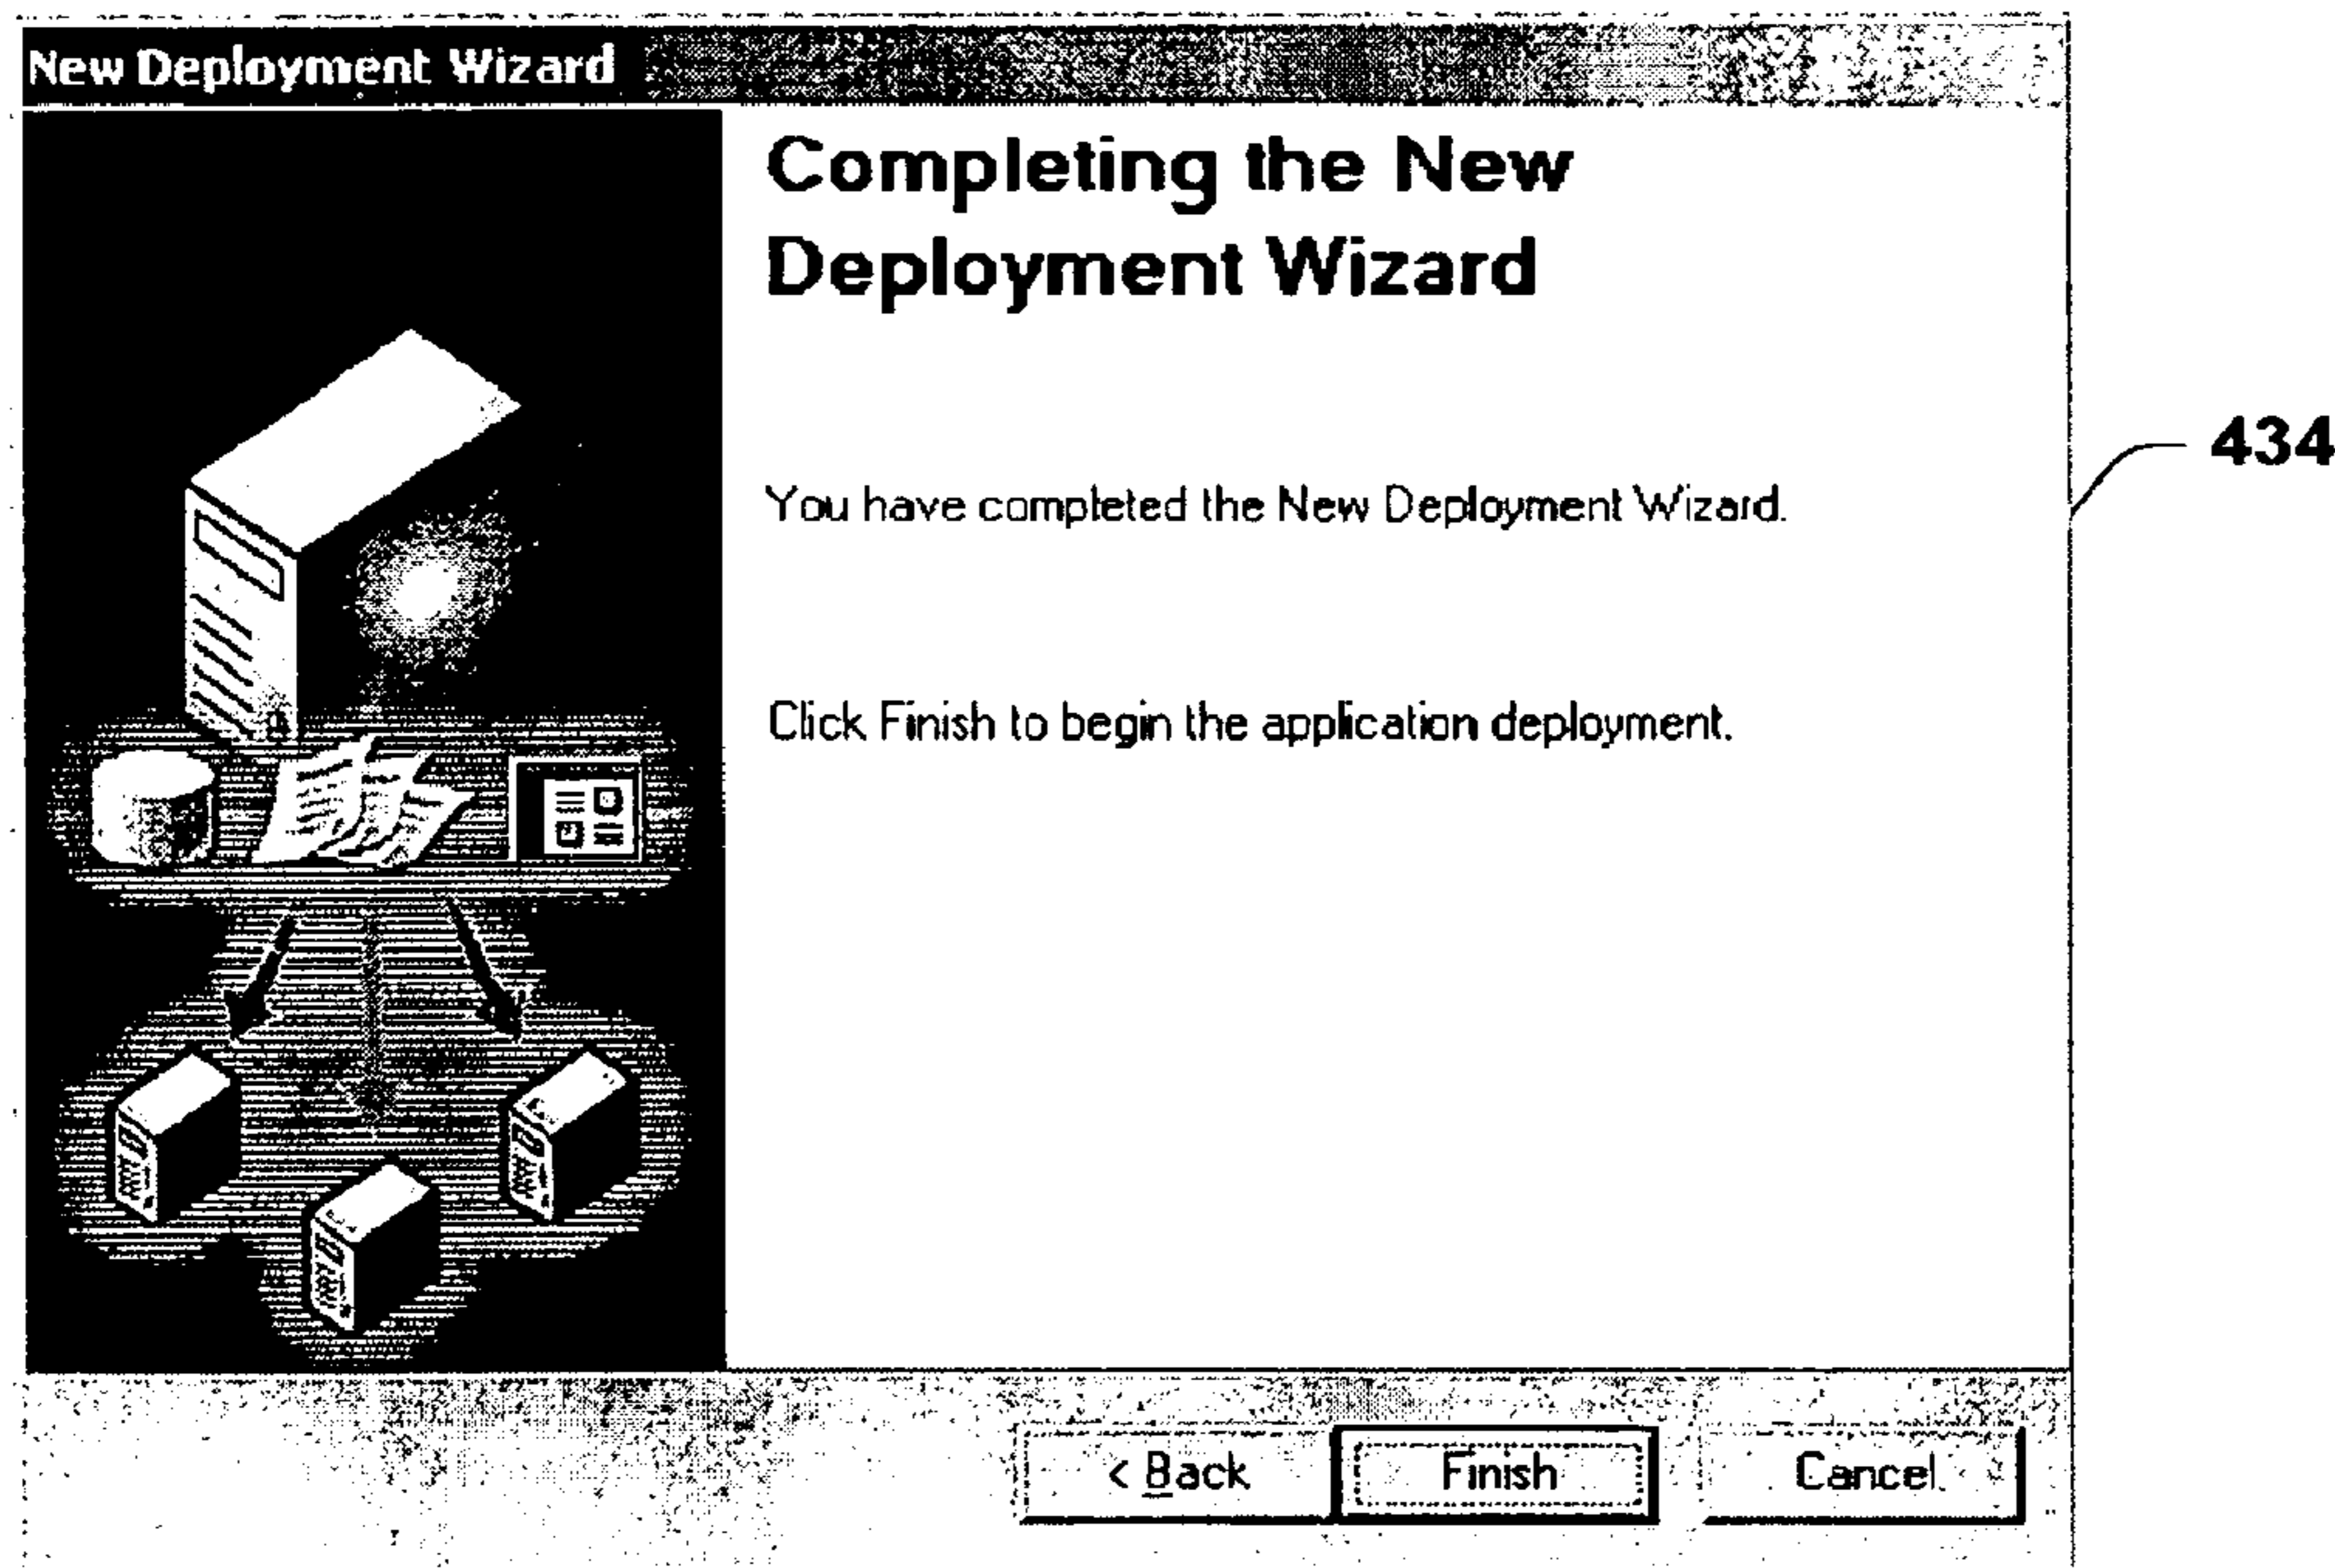 New Deployment Wizard
Completing the New
Deployment Wizard
434
You have completed the New Deployment Wizard.
Click Finish to begin the application deployment.
< Back
Finish
Cancel